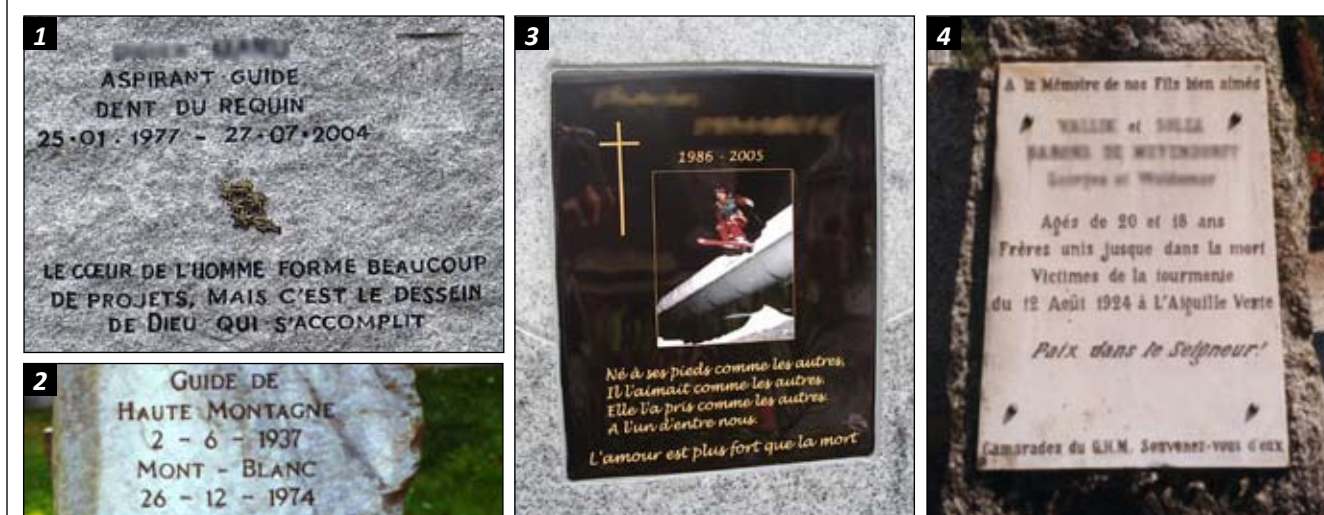 1
ASPIRANT GUIDE
DENT DU REQUIN
25·01.1977 – 27·07·2004
LE CŒUR DE L'HOMME FORME BEAUCOUP
DE PROJETS, MAIS C'EST LE DESSEIN
DE DIEU QUI S'ACCOMPLIT
2
GUIDE DE
HAUTE MONTAGNE
2 - 6 - 1937
MONT - BLANC
26 - 12 - 1974
3
1986 - 2005
Né à ses pieds comme les autres,
Il l'aimait comme les autres.
Elle l'a pris comme les autres.
A l'un d'entre nous.
L'amour est plus fort que la mort
4
A la Mémoire de nos Fils bien aimés
et
Agés de 20 et 18 ans
Frères unis jusque dans la mort
Victimes de la tourmente
du 12 Août 1924 à L'Aiguille Verte
Paix dans le Seigneur!
Camarades du G.H.M. Souvenez-vous d'eux